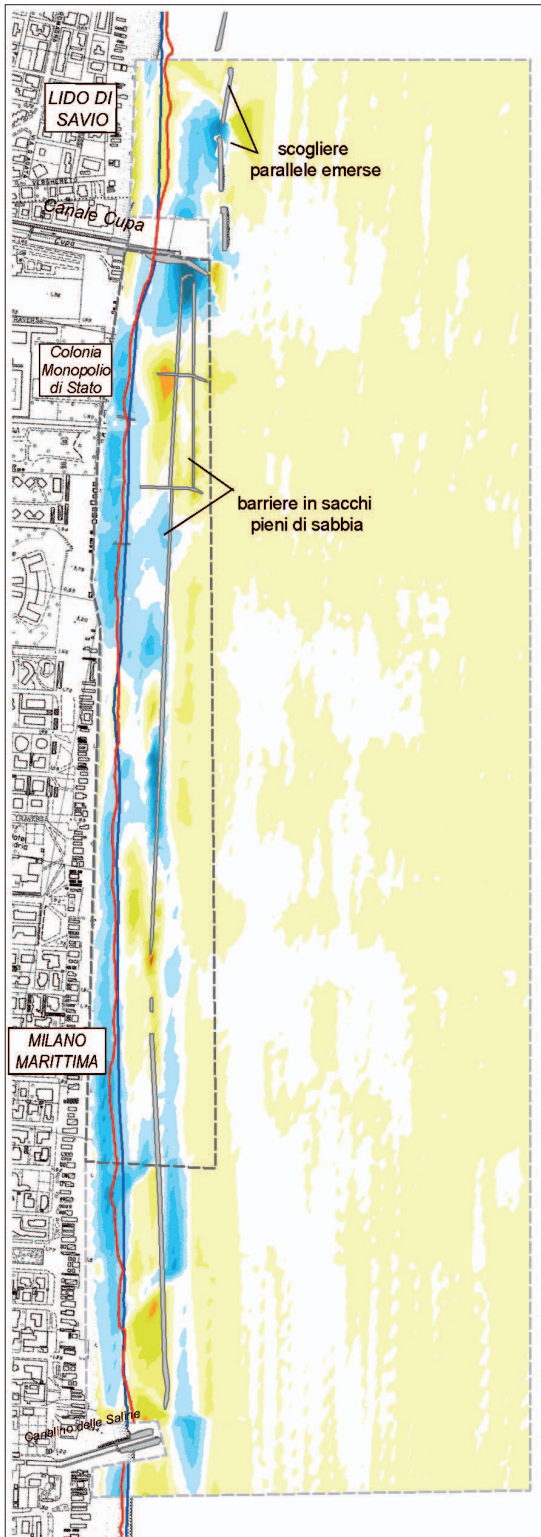 LIDO DI
SAVIO
scogliere
parallele emerse
Canale Cupa
Cupa
Colonia
Monopolio
di Stato
barriere in sacchi
pieni di sabbia
MILANO
MARITTIMA
Canalino delle Saline